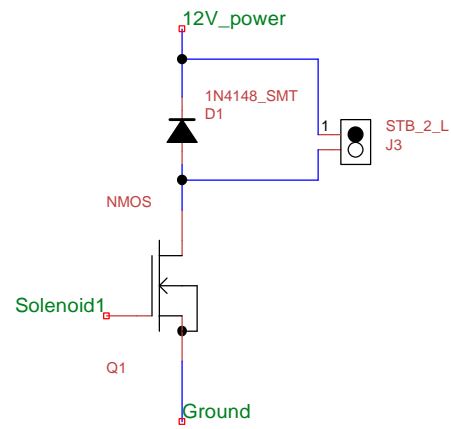 12V_power
1N4148_SMT
D1
1
STB_2_L
J3
NMOS
Solenoid1
Q1
Ground